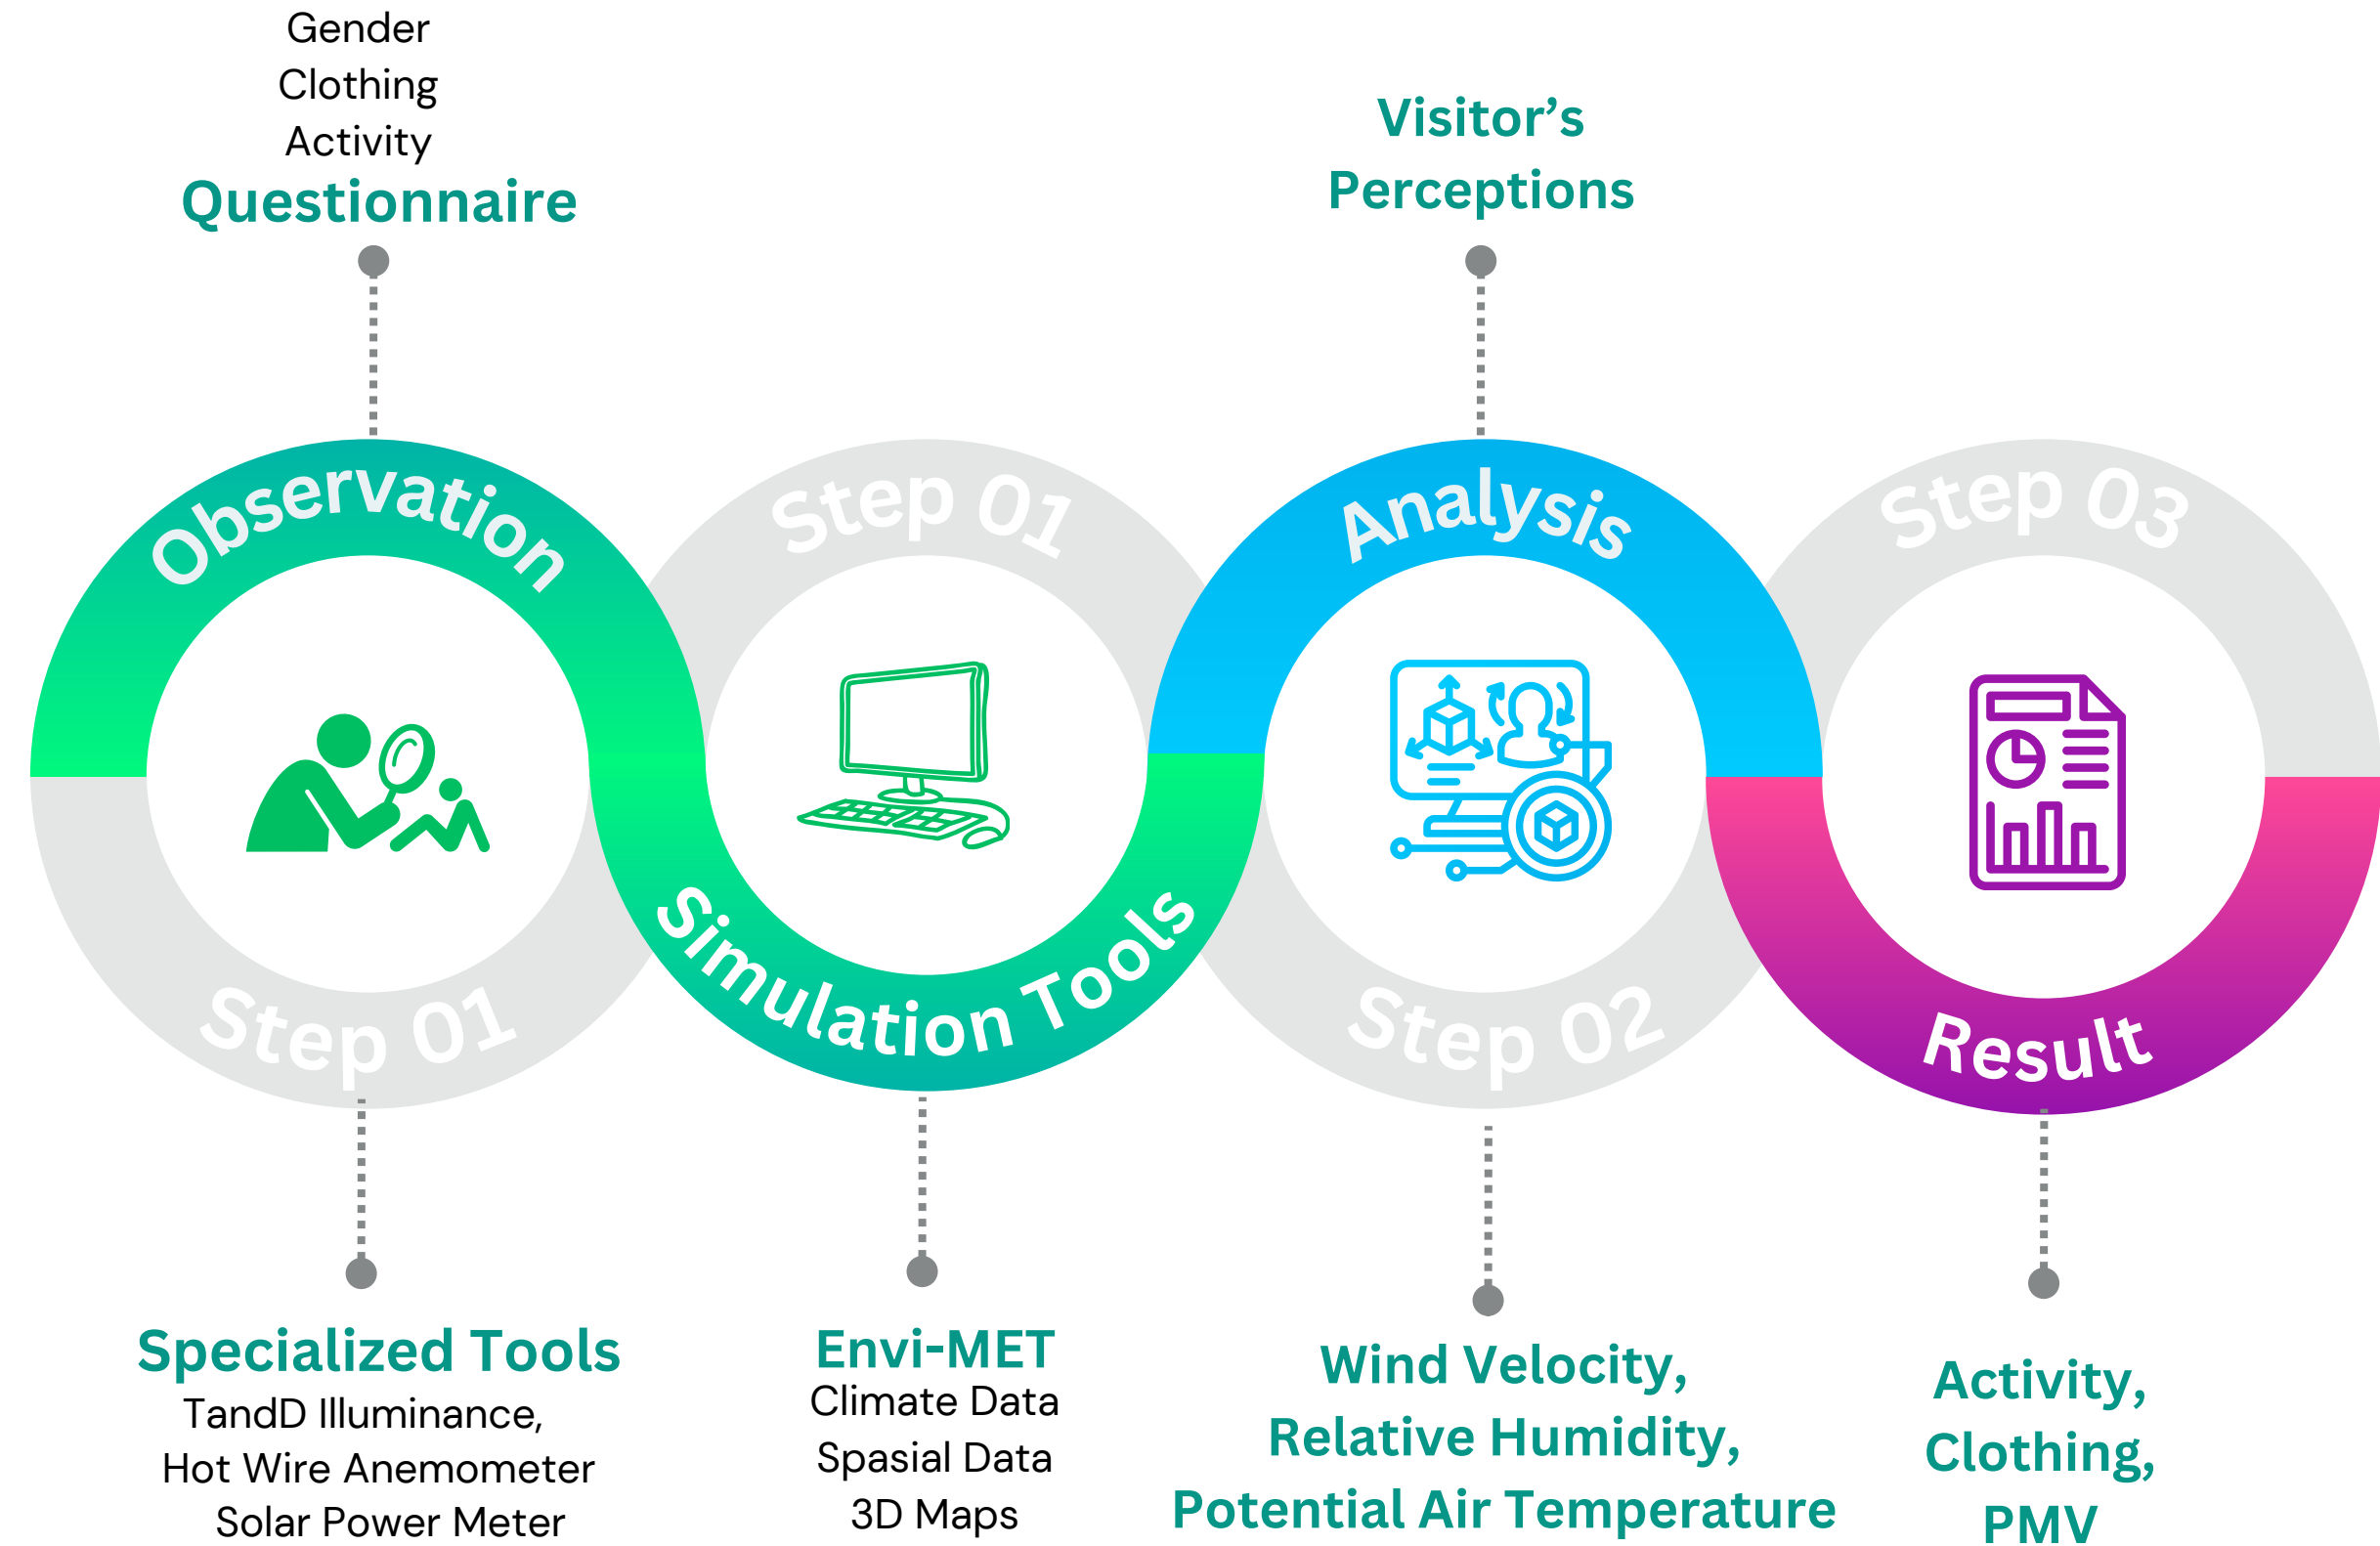 Gender
Clothing
Activity
Questionnaire
Visitor's
Perceptions
Observation
Step 01
Analysis
Step 03
Step 01
Simulation Tools
Step 02
Result
Specialized Tools
TandD Illuminance,
Hot Wire Anemometer
Solar Power Meter
Envi-MET
Climate Data
Spasial Data
3D Maps
Wind Velocity,
Relative Humidity,
Potential Air Temperature
Activity,
Clothing,
PMV